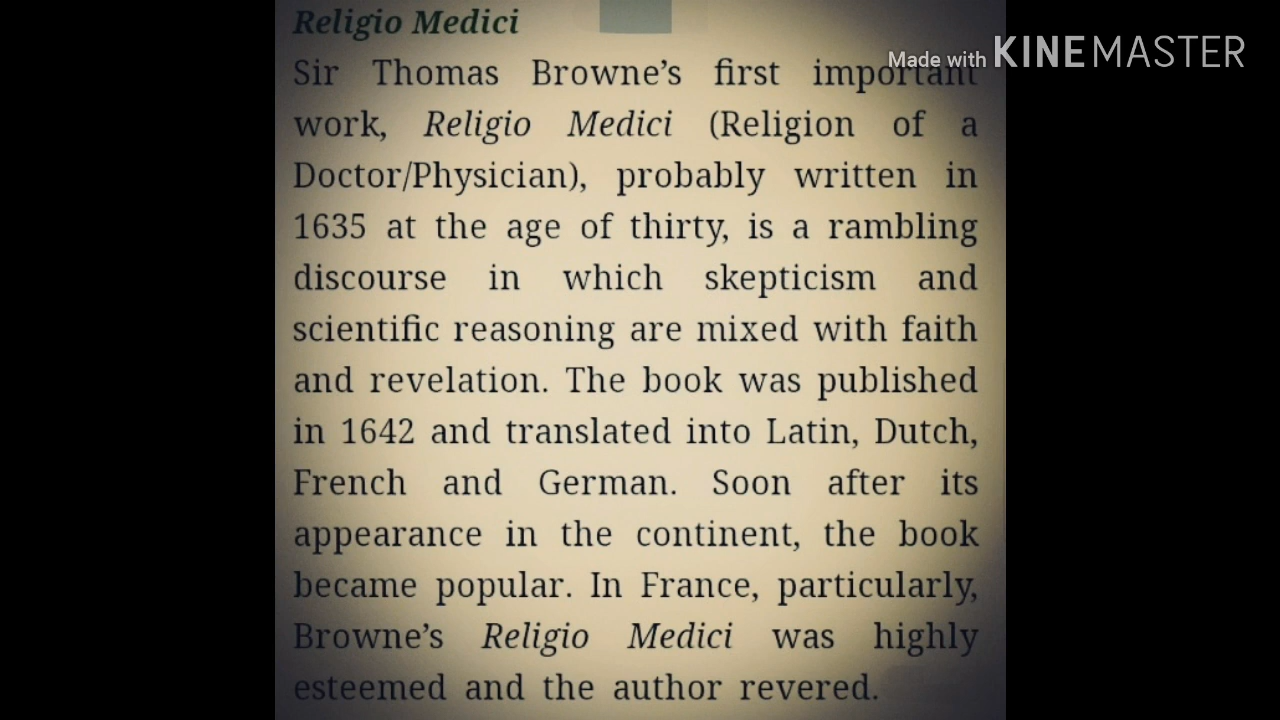 Religio Medici
Made with KINEMASTER
Sir Thomas Browne’s first important
work, Religio Medici (Religion of a
Doctor/Physician), probably written in
1635 at the age of thirty, is a rambling
discourse in which skepticism and
scientific reasoning are mixed with faith
and revelation. The book was published
in 1642 and translated into Latin, Dutch,
French and German. Soon after its
appearance in the continent, the book
became popular. In France, particularly,
Browne’s Religio Medici was highly
esteemed and the author revered.